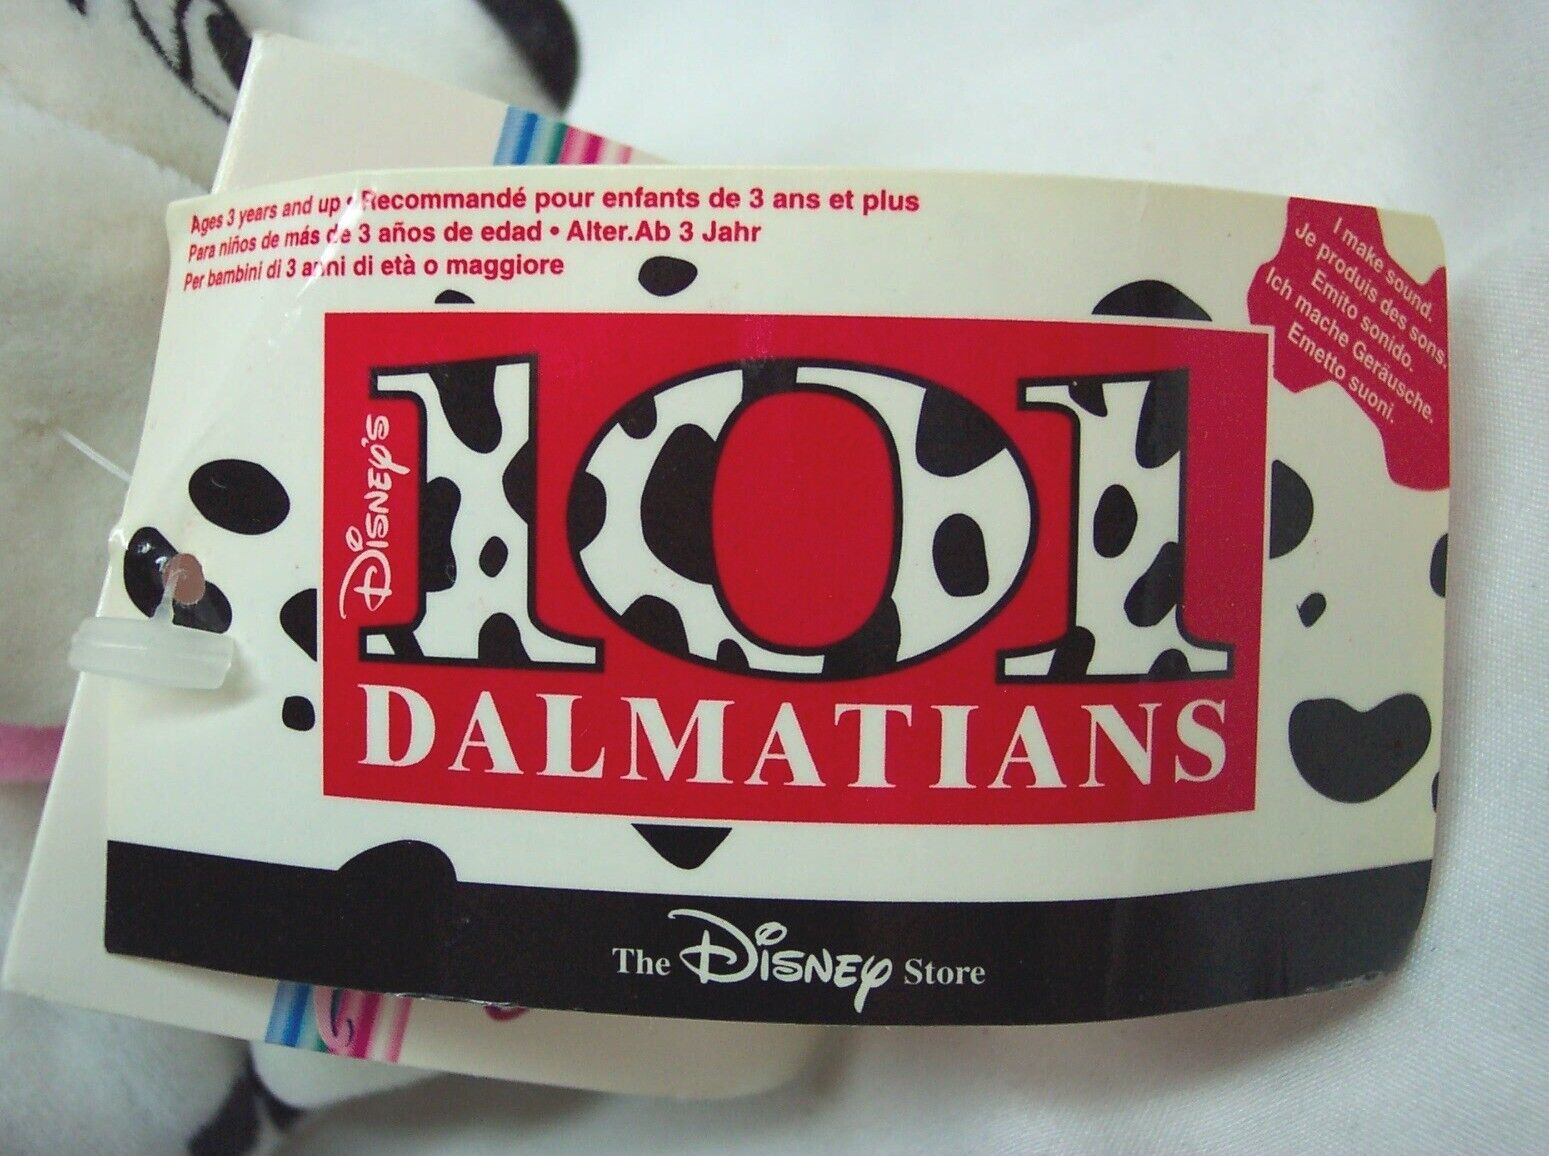 Ages 3 years and up • Recommandé pour enfants de 3 ans et plus
Para niños de más de 3 años de edad • Alter.Ab 3 Jahr
Per bambini di 3 anni di età o maggiore
I make sound.
Je produis des sons.
Emito sonido.
Ich mache Geräusche.
Emetto suoni.
DISNEY'S
101
DALMATIANS
The DISNEY Store